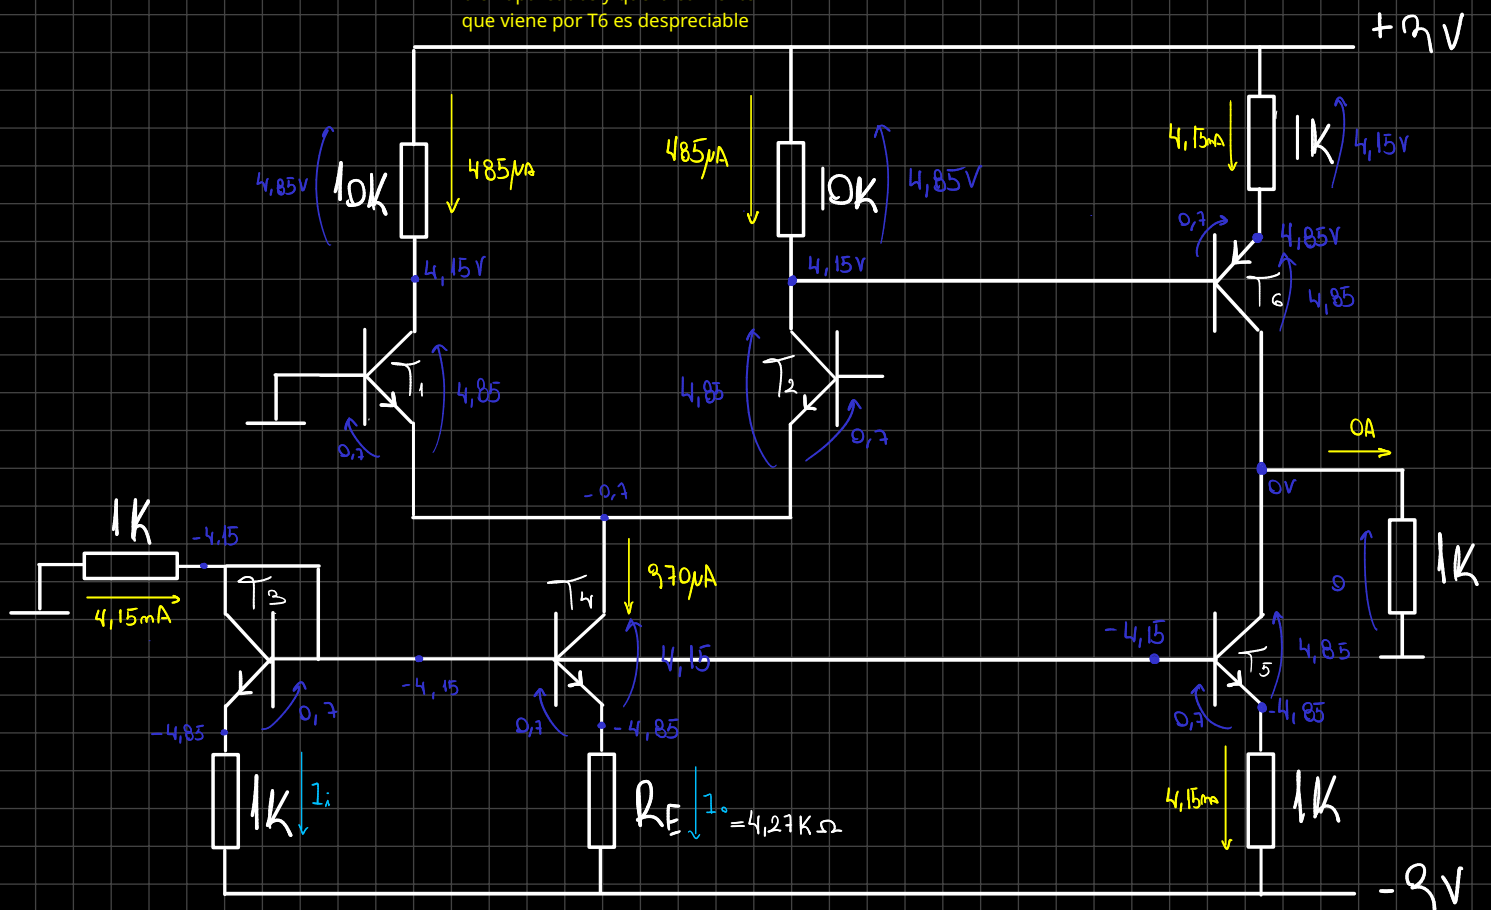 que viene por T6 es despreciable
+9V
4,15mA
1K
4,15V
485µA
485µA
4,85V
10K
10K
4,85V
0,7
4,85V
4,15V
4,15V
T6
4,85
T1
4,85
4,85
T2
0,7
0,7
0A
0V
-0,7
1K
-4.15
4,15mA
T3
T4
970µA
0
1K
-4,15
4,15
T5
4,85
-4,15
0,7
0,7
0,7
-4,85
-4,85
-4,85
1K
Ii
RE
Io
=4,27KΩ
4,15mA
1K
-9V